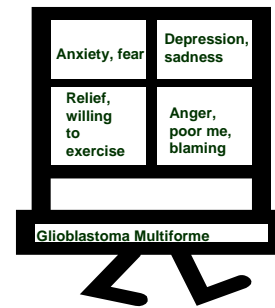 Anxiety, fear
Depression,
sadness
Relief,
willing
to
exercise
Anger,
poor me,
blaming
Glioblastoma Multiforme